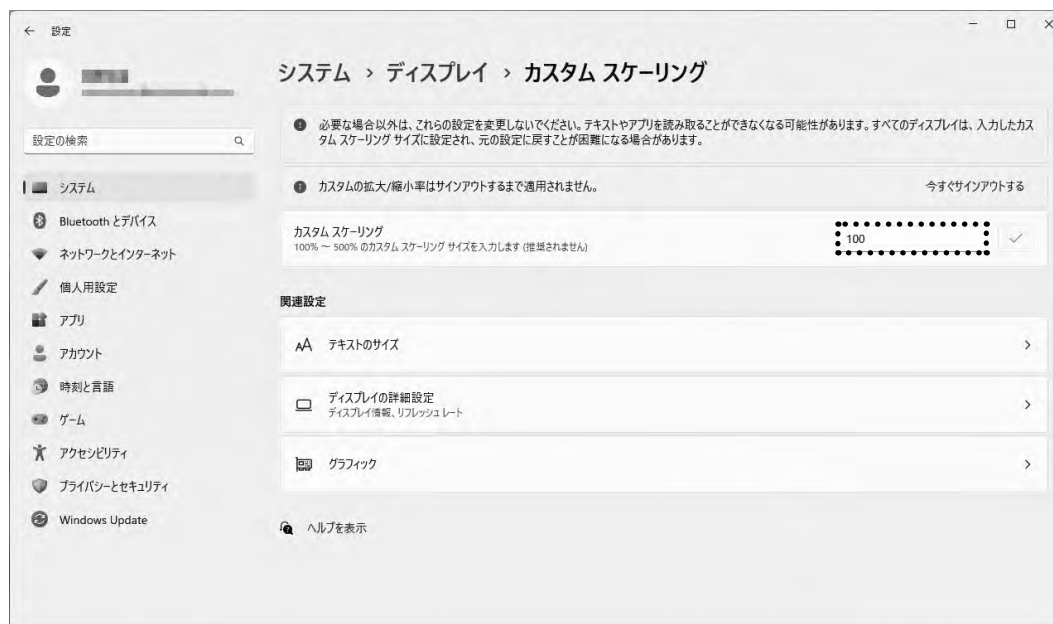 設定
システム › ディスプレイ › カスタム スケーリング
必要な場合以外は、これらの設定を変更しないでください。テキストやアプリを読み取ることができなくなる可能性があります。すべてのディスプレイは、入力したカス
タム スケーリング サイズに設定され、元の設定に戻すことが困難になる場合があります。
設定の検索
カスタムの拡大/縮小率はサインアウトするまで適用されません。
今すぐサインアウトする
システム
Bluetooth とデバイス
ネットワークとインターネット
個人用設定
アプリ
アカウント
時刻と言語
ゲーム
アクセシビリティ
プライバシーとセキュリティ
Windows Update
カスタム スケーリング
100% ～ 500% のカスタム スケーリング サイズを入力します (推奨されません)
100
関連設定
テキストのサイズ
ディスプレイの詳細設定
ディスプレイ情報、リフレッシュ レート
グラフィック
ヘルプを表示